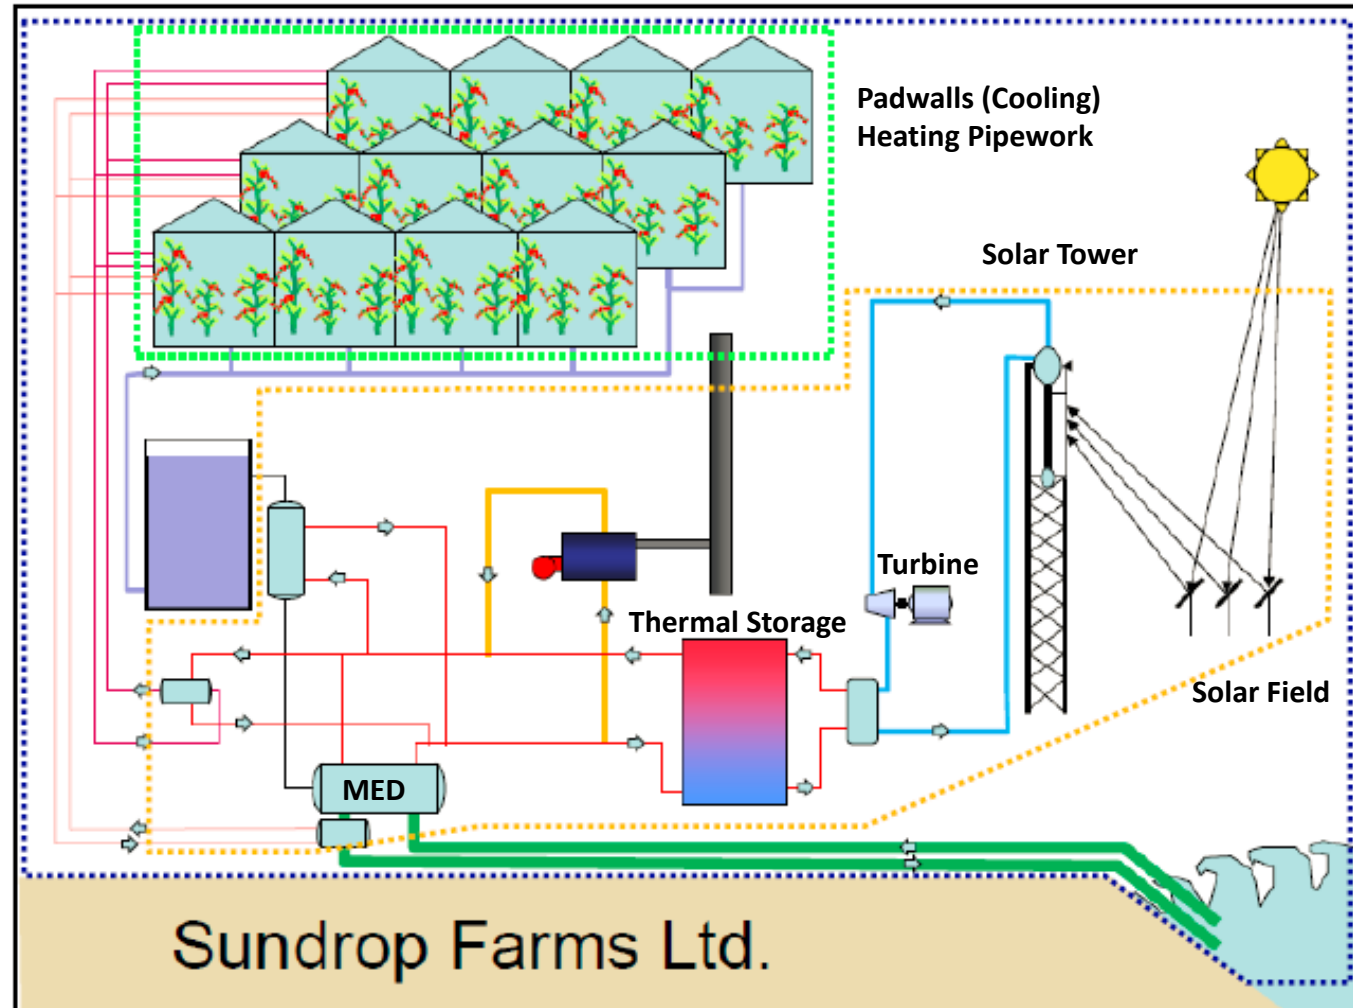 Padwalls (Cooling)
Heating Pipework
Solar Tower
Turbine
Thermal Storage
Solar Field
MED
Sundrop Farms Ltd.